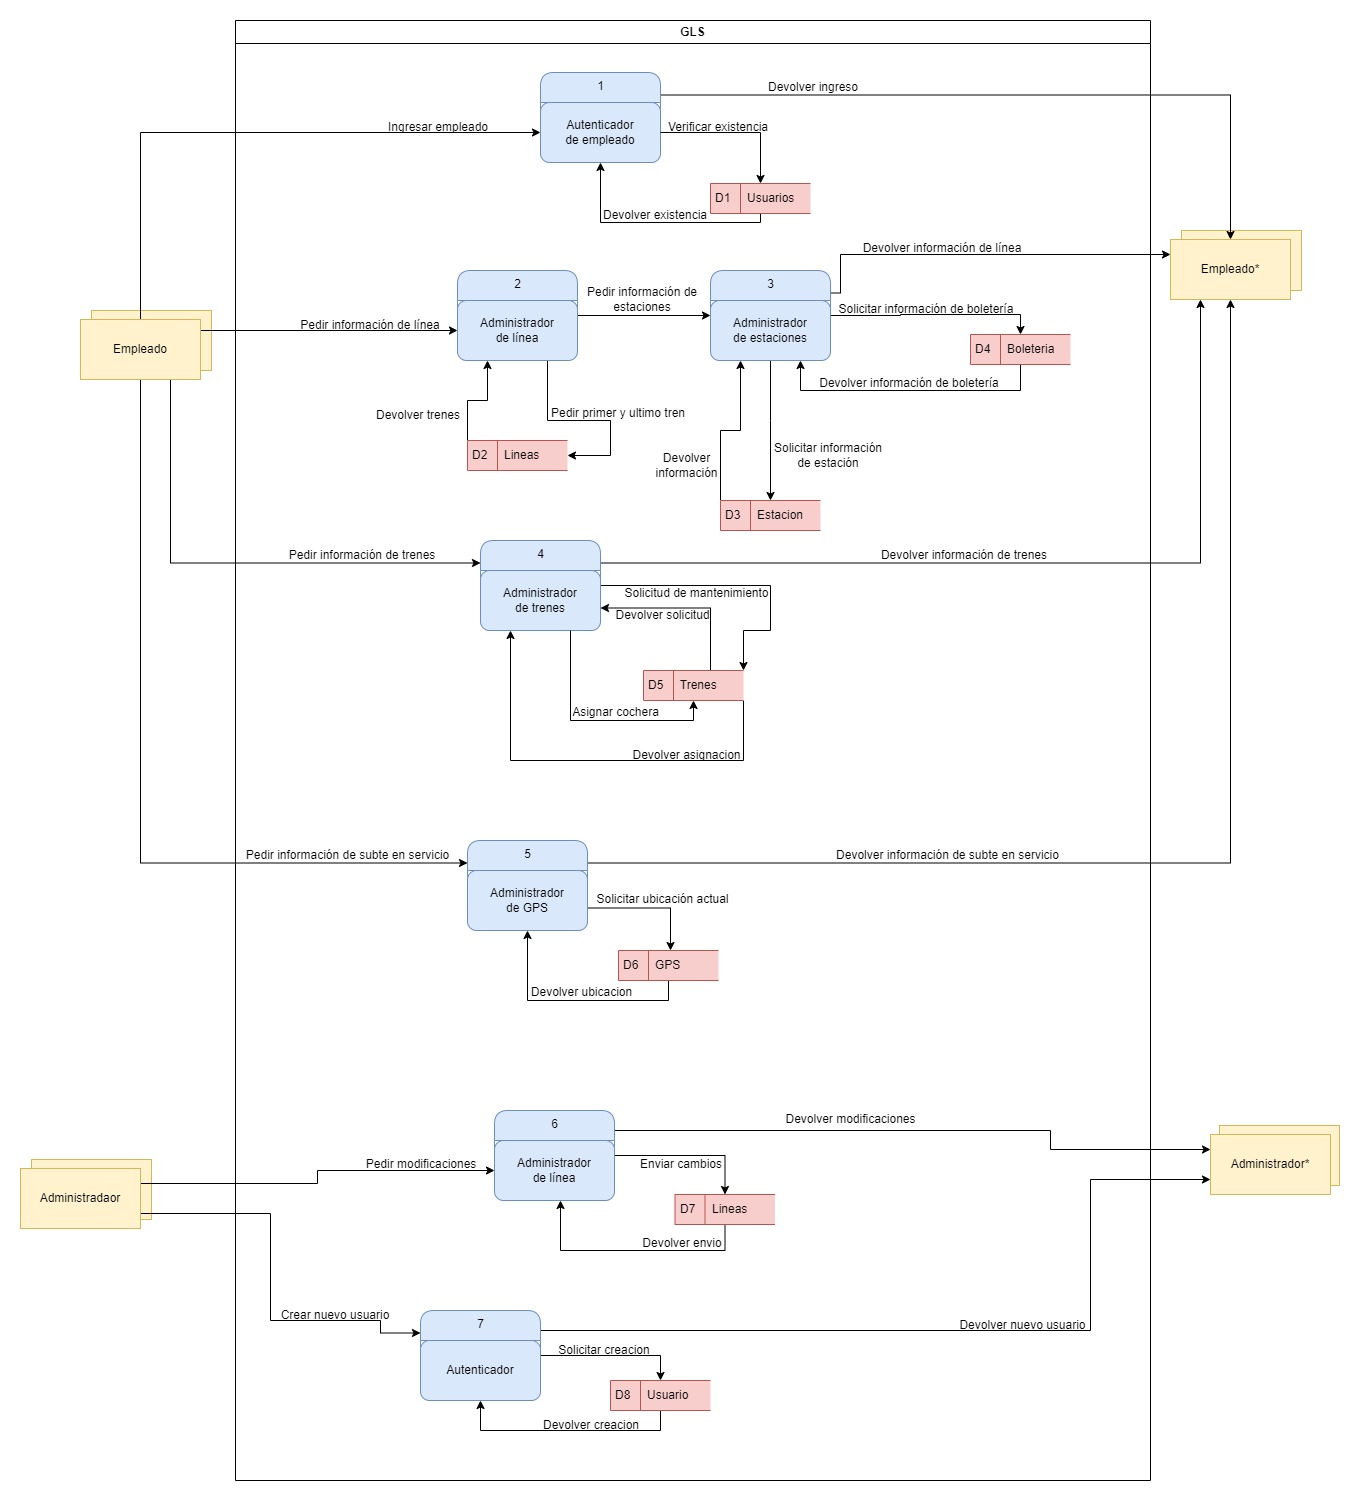 GLS
1
Devolver ingreso
Ingresar empleado
Autenticador
de empleado
Verificar existencia
D1 Usuarios
Devolver existencia
Empleado*
Devolver información de línea
2
Pedir información de
estaciones
3
Solicitar información de boletería
Empleado
Pedir información de línea
Administrador
de línea
Administrador
de estaciones
D4 Boleteria
Devolver información de boletería
Devolver trenes
Pedir primer y ultimo tren
D2 Lineas
Devolver
información
Solicitar información
de estación
D3 Estacion
Pedir información de trenes
4
Devolver información de trenes
Administrador
de trenes
Solicitud de mantenimiento
Devolver solicitud
D5 Trenes
Asignar cochera
Devolver asignacion
Pedir información de subte en servicio
5
Devolver información de subte en servicio
Administrador
de GPS
Solicitar ubicación actual
D6 GPS
Devolver ubicacion
6
Devolver modificaciones
Pedir modificaciones
Administrador
de línea
Enviar cambios
Administrador*
Administradaor
D7 Lineas
Devolver envio
Crear nuevo usuario
7
Devolver nuevo usuario
Autenticador
Solicitar creacion
D8 Usuario
Devolver creacion